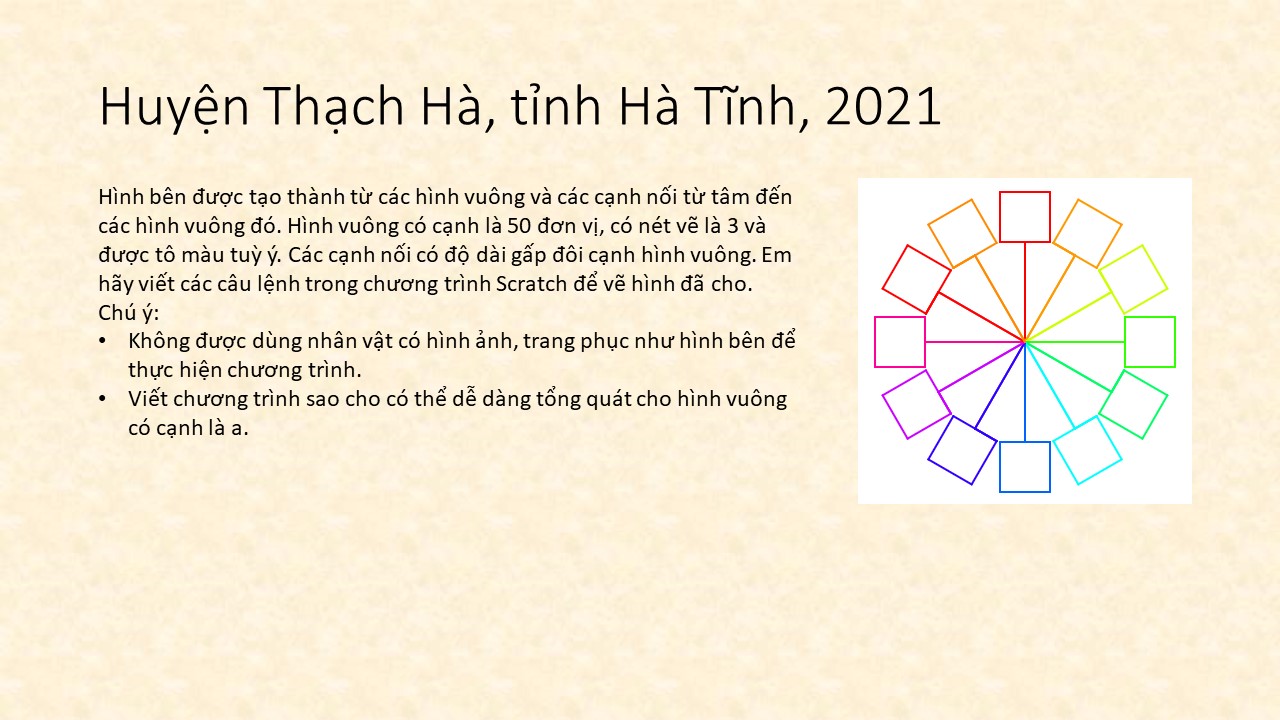 Huyện Thạch Hà, tỉnh Hà Tĩnh, 2021
Hình bên được tạo thành từ các hình vuông và các cạnh nối từ tâm đến
các hình vuông đó. Hình vuông có cạnh là 50 đơn vị, có nét vẽ là 3 và
được tô màu tuỳ ý. Các cạnh nối có độ dài gấp đôi cạnh hình vuông. Em
hãy viết các câu lệnh trong chương trình Scratch để vẽ hình đã cho.
Chú ý:
• Không được dùng nhân vật có hình ảnh, trang phục như hình bên để
thực hiện chương trình.
• Viết chương trình sao cho có thể dễ dàng tổng quát cho hình vuông
có cạnh là a.